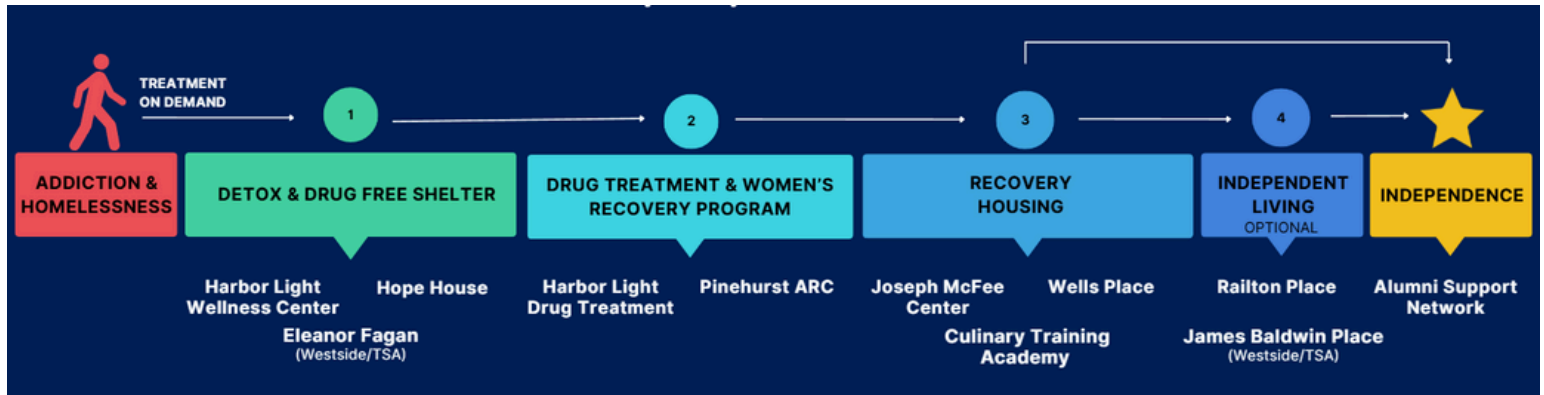 TREATMENT
ON DEMAND
1
2
3
4
ADDICTION &
HOMELESSNESS
DETOX & DRUG FREE SHELTER
DRUG TREATMENT & WOMEN'S
RECOVERY PROGRAM
RECOVERY
HOUSING
INDEPENDENT
LIVING
OPTIONAL
INDEPENDENCE
Harbor Light
Wellness Center
Hope House
Eleanor Fagan
(Westside/TSA)
Harbor Light
Drug Treatment
Pinehurst ARC
Joseph McFee
Center
Wells Place
Culinary Training
Academy
Railton Place
James Baldwin Place
(Westside/TSA)
Alumni Support
Network